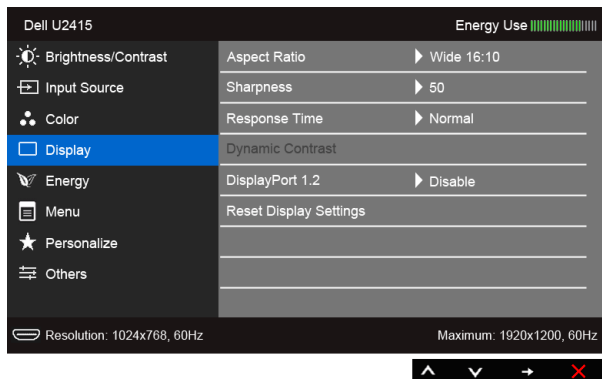 Dell U2415 Energy Use
Brightness/Contrast Aspect Ratio Wide 16:10
Input Source Sharpness 50
Color Response Time Normal
Display Dynamic Contrast
Energy DisplayPort 1.2 Disable
Menu Reset Display Settings
Personalize
Others
Resolution: 1024x768, 60Hz Maximum: 1920x1200, 60Hz